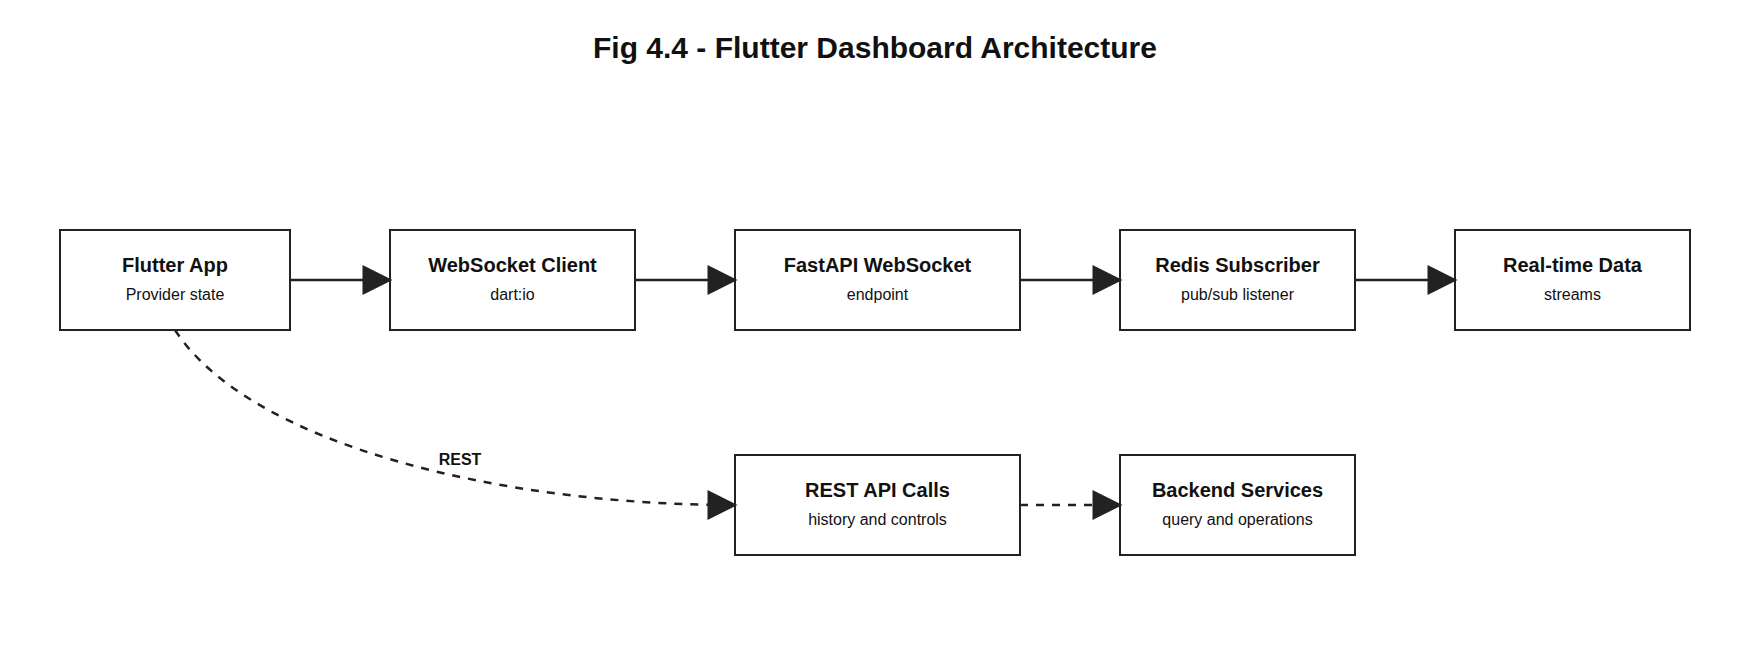 Fig 4.4 - Flutter Dashboard Architecture
Flutter App
Provider state
WebSocket Client
dart:io
FastAPI WebSocket
endpoint
Redis Subscriber
pub/sub listener
Real-time Data
streams
REST
REST API Calls
history and controls
Backend Services
query and operations